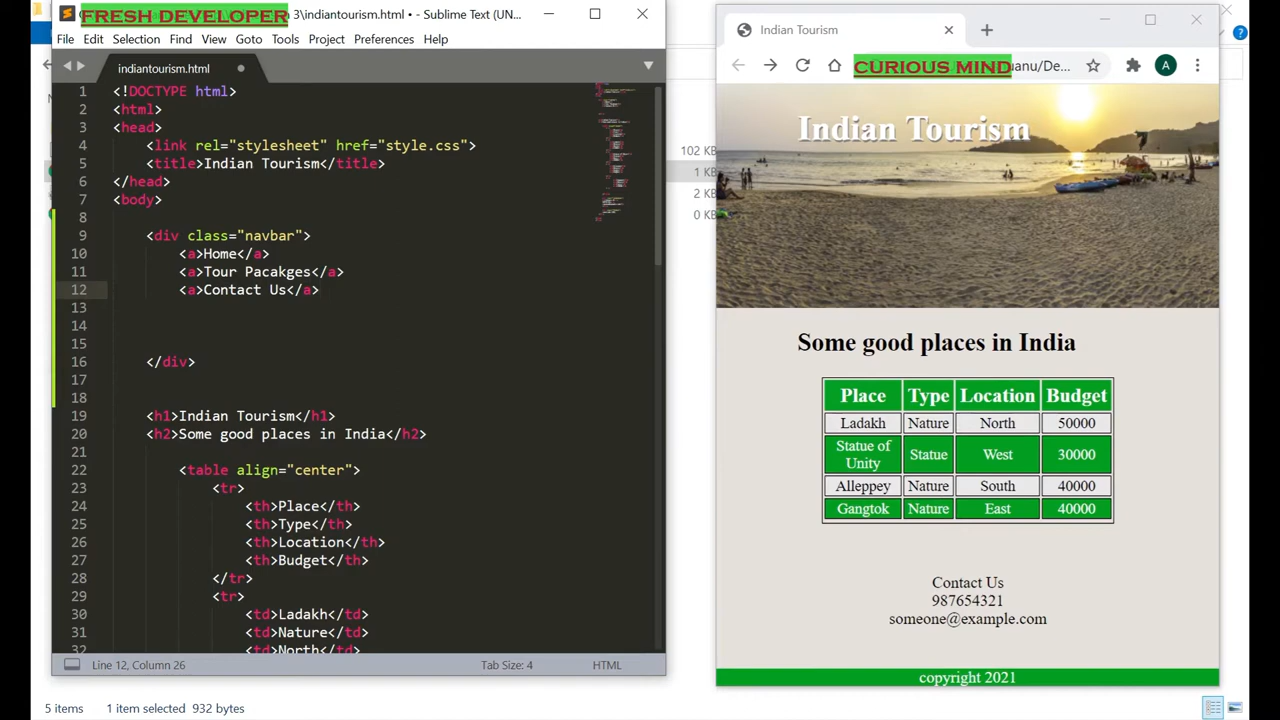 FRESH DEVELOPER 3\indiantourism.html • - Sublime Text (UN...
File Edit Selection Find View Goto Tools Project Preferences Help
indiantourism.html
1 <!DOCTYPE html>
2 <html>
3 <head>
4 <link rel="stylesheet" href="style.css">
5 <title>Indian Tourism</title>
6 </head>
7 <body>
8
9 <div class="navbar">
10 <a>Home</a>
11 <a>Tour Pacakges</a>
12 <a>Contact Us</a>
13
14
15
16 </div>
17
18
19 <h1>Indian Tourism</h1>
20 <h2>Some good places in India</h2>
21
22 <table align="center">
23 <tr>
24 <th>Place</th>
25 <th>Type</th>
26 <th>Location</th>
27 <th>Budget</th>
28 </tr>
29 <tr>
30 <td>Ladakh</td>
31 <td>Nature</td>
32 <td>North</td>
Line 12, Column 26 Tab Size: 4 HTML
102 KB
1 KB
2 KB
0 KB
Indian Tourism
CURIOUS MIND uanu/De... A
Indian Tourism
Some good places in India
Place Type Location Budget
Ladakh Nature North 50000
Statue of
Unity Statue West 30000
Alleppey Nature South 40000
Gangtok Nature East 40000
Contact Us
987654321
someone@example.com
copyright 2021
5 items 1 item selected 932 bytes